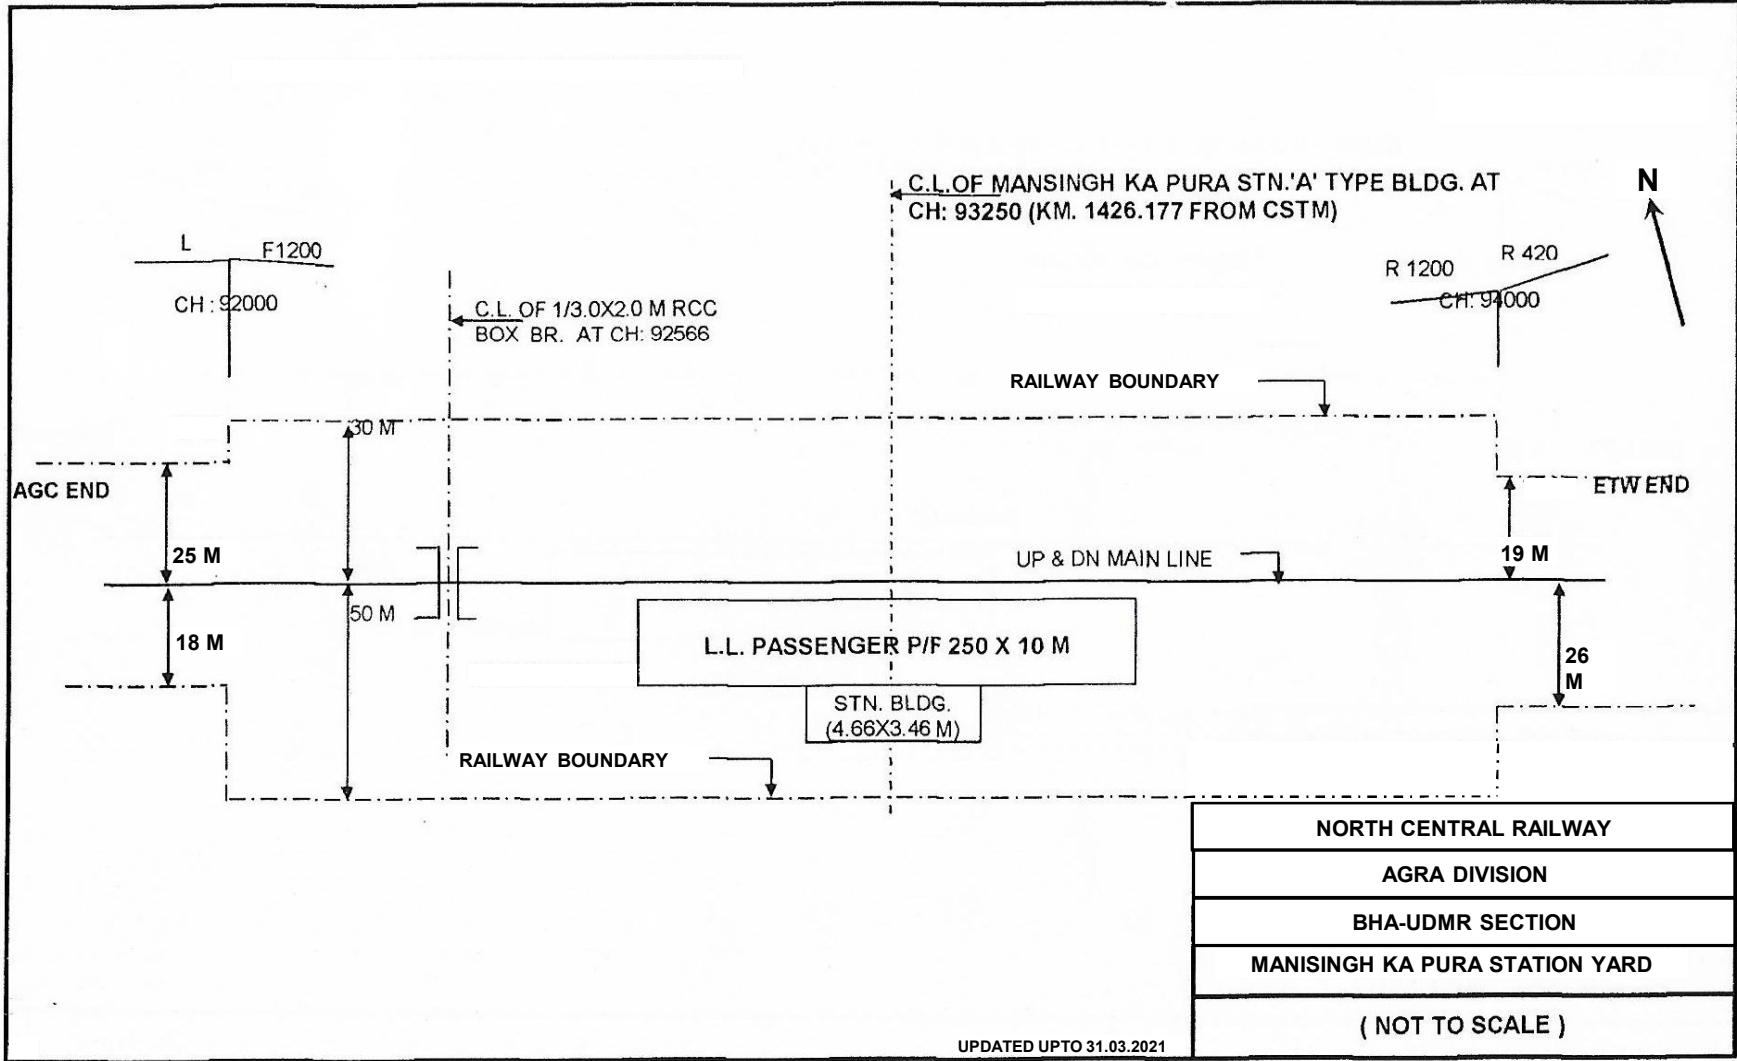 C.L.OF MANSINGH KA PURA STN.'A' TYPE BLDG. AT
CH: 93250 (KM. 1426.177 FROM CSTM)
N
L
F1200
CH : 92000
R 1200
R 420
CH: 94000
C.L. OF 1/3.0X2.0 M RCC
BOX BR. AT CH: 92566
RAILWAY BOUNDARY
30 M
AGC END
ETW END
25 M
UP & DN MAIN LINE
19 M
50 M
18 M
L.L. PASSENGER P/F 250 X 10 M
26
M
STN. BLDG.
(4.66X3.46 M)
RAILWAY BOUNDARY
NORTH CENTRAL RAILWAY
AGRA DIVISION
BHA-UDMR SECTION
MANISINGH KA PURA STATION YARD
( NOT TO SCALE )
UPDATED UPTO 31.03.2021